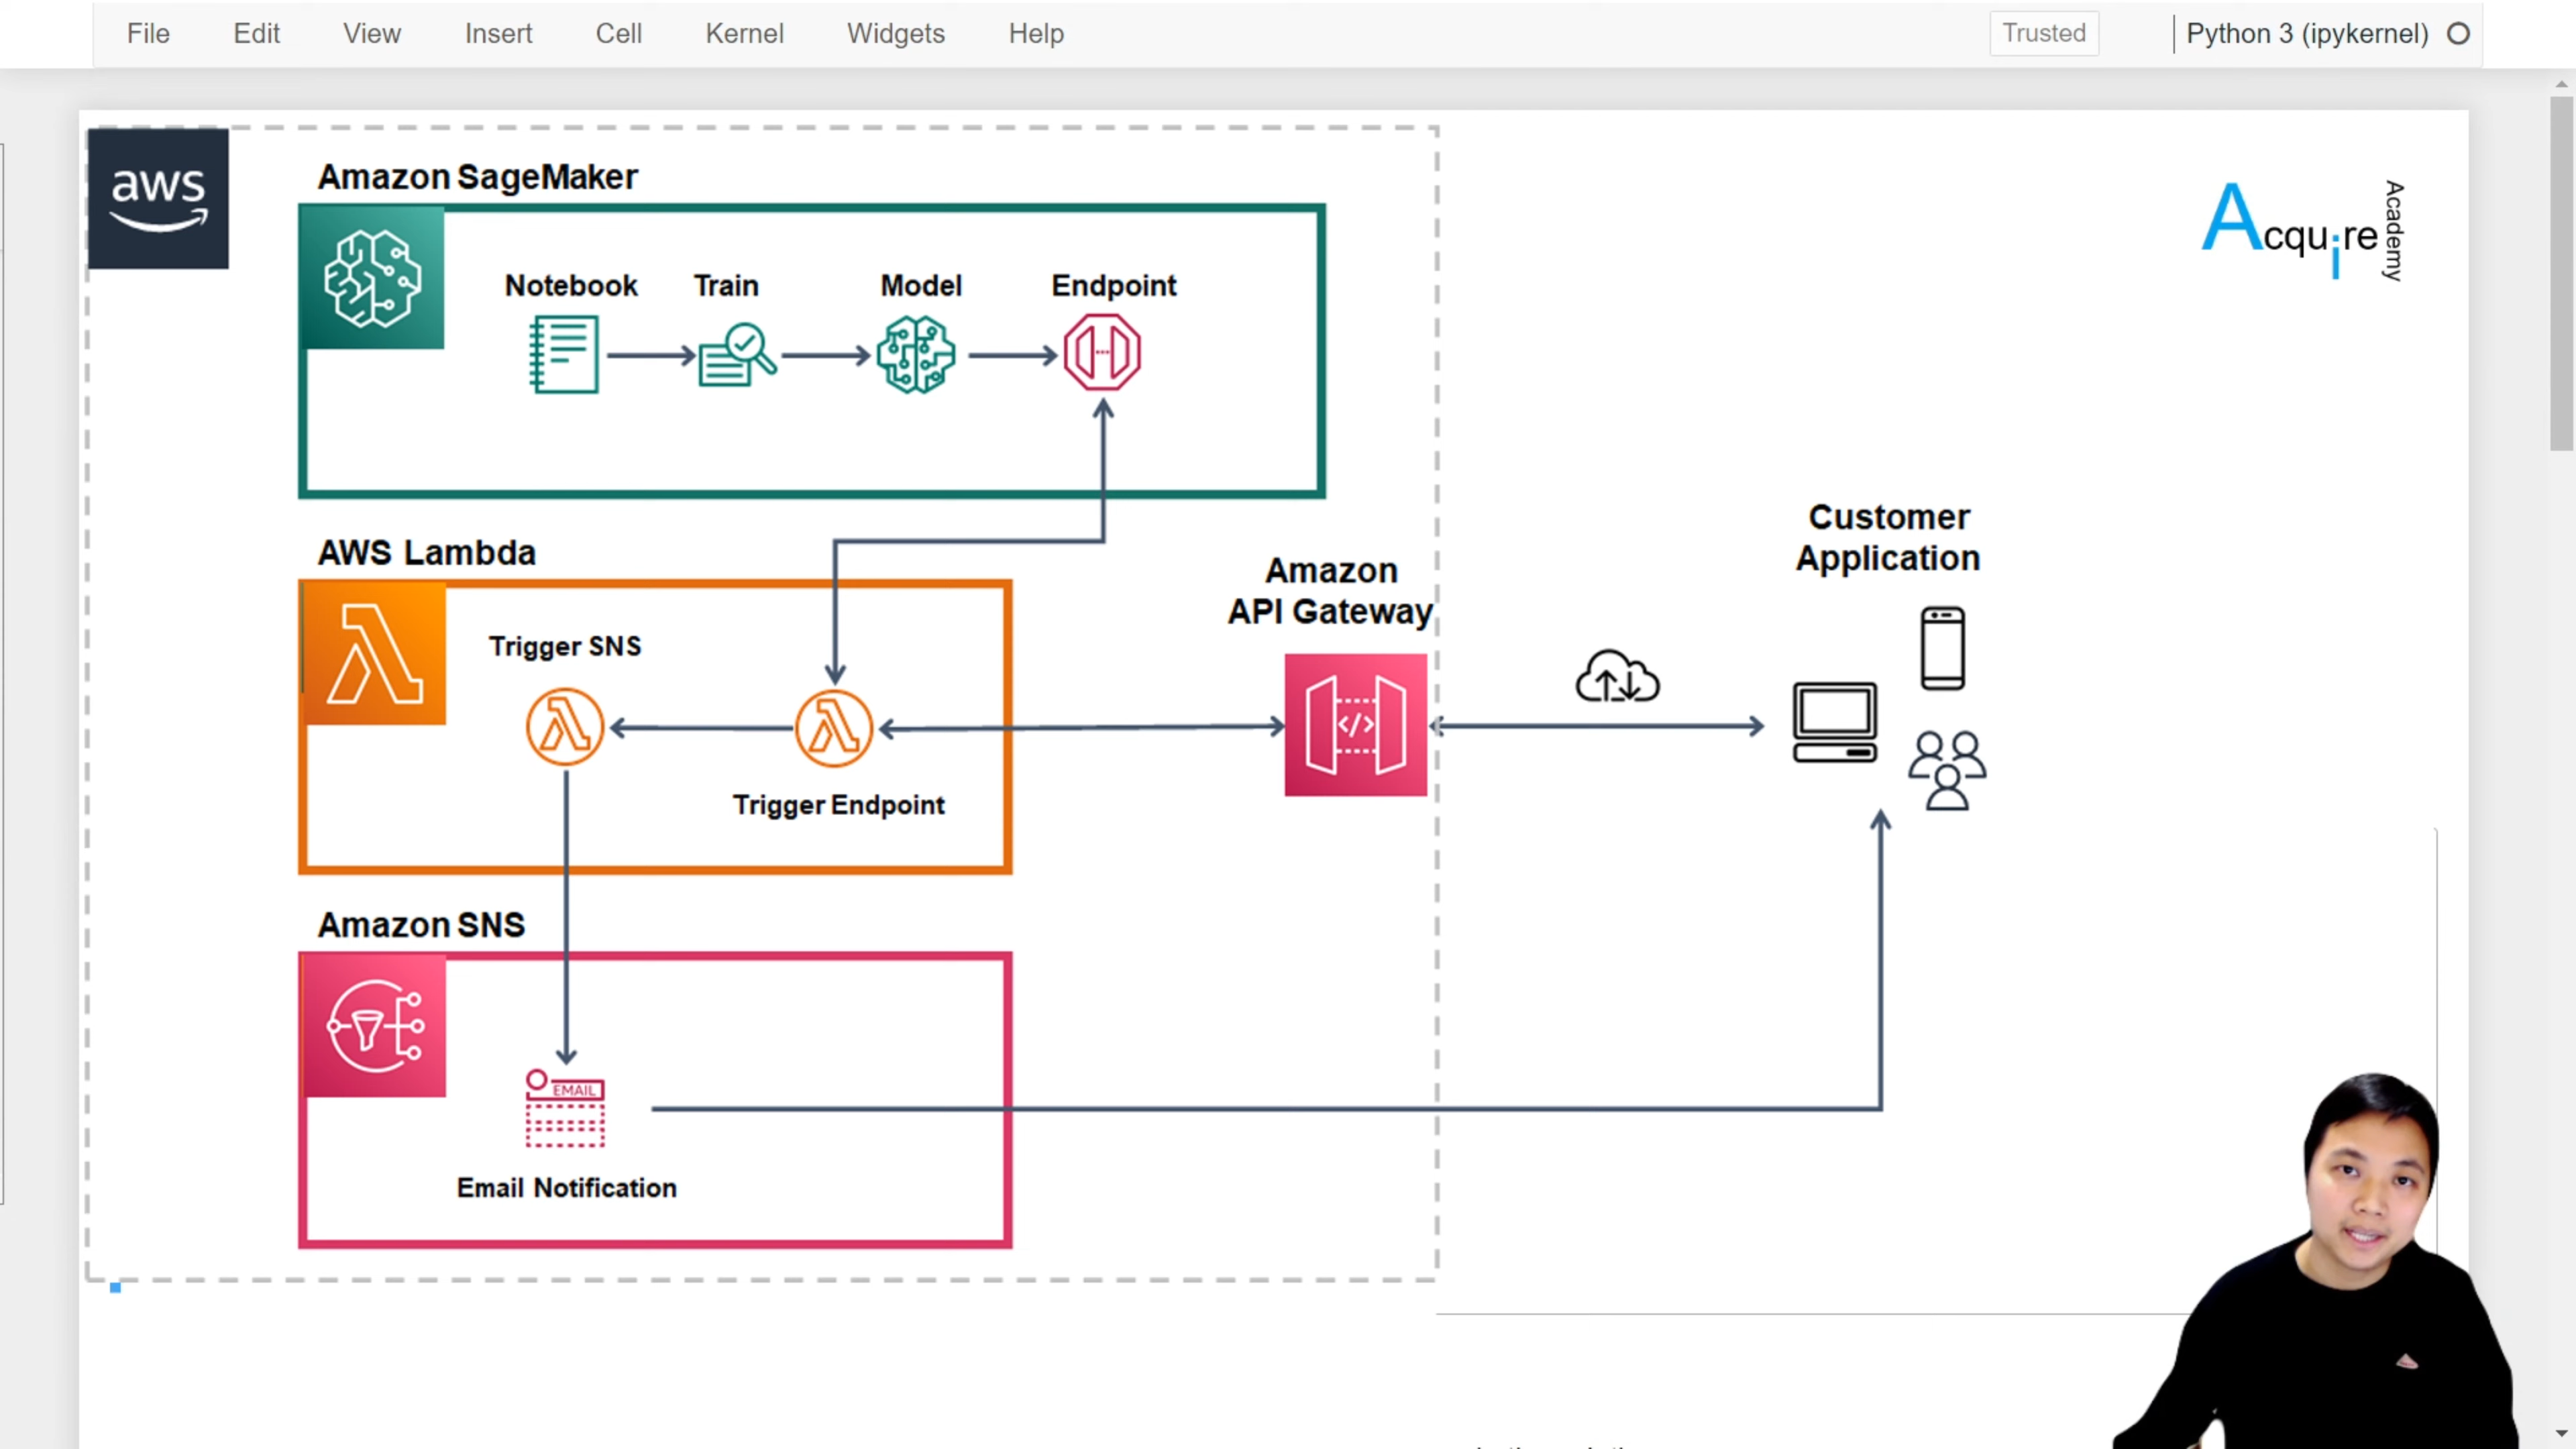 File Edit View Insert Cell Kernel Widgets Help Trusted Python 3 (ipykernel)
aws
Amazon SageMaker
Acquire Academy
Notebook Train Model Endpoint
Customer
Application
AWS Lambda
Amazon
API Gateway
Trigger SNS
</>
Trigger Endpoint
Amazon SNS
EMAIL
Email Notification